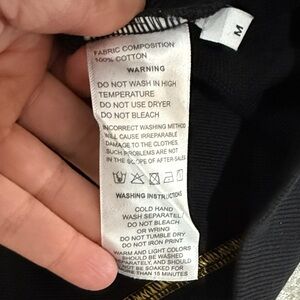 M
FABRIC COMPOSITION
100% COTTON
WARNING
DO NOT WASH IN HIGH
TEMPERATURE
DO NOT USE DRYER
DO NOT BLEACH
INCORRECT WASHING METHOD
WILL CAUSE IRREPARABLE
DAMAGE TO THE CLOTHES
SUCH PROBLEMS ARE NOT
IN THE SCOPE OF AFTER-SALES
WASHING INSTRUCTIONS
COLD HAND
WASH SEPARATELY
DO NOT BLEACH
OR WRING
DO NOT TUMBLE DRY
DO NOT IRON PRINT
WARM AND LIGHT COLORS
SHOULD BE WASHED
SEPARATELY, AND SHOULD
NOT BE SOAKED FOR
MORE THAN 15 MINUTES